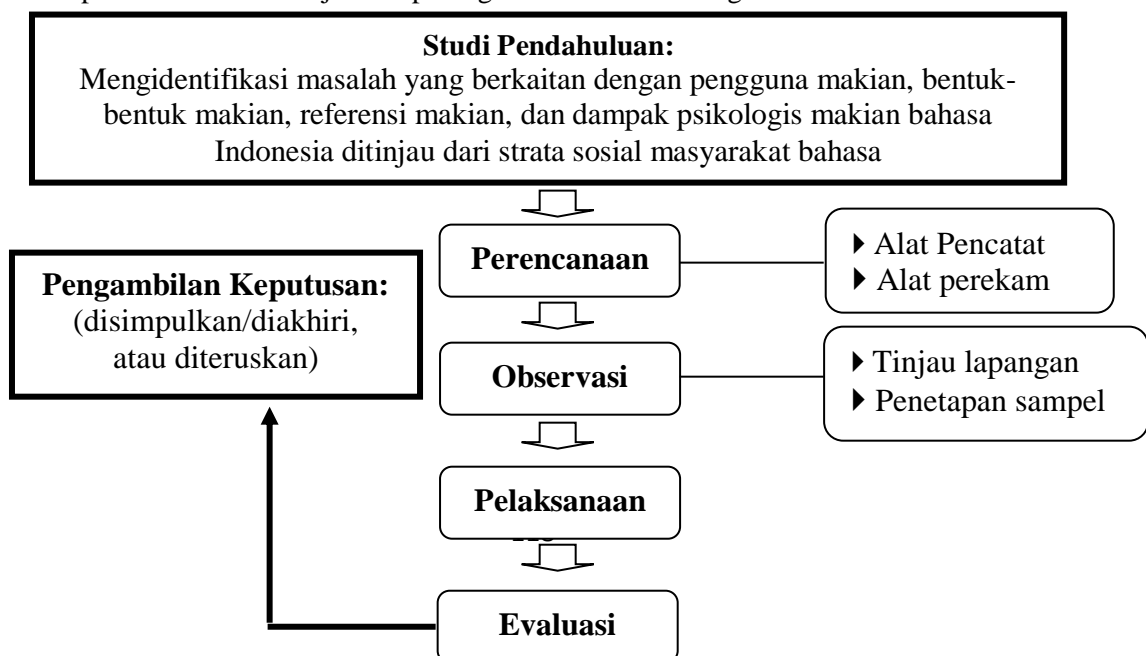 Studi Pendahuluan:
Mengidentifikasi masalah yang berkaitan dengan pengguna makian, bentuk-
bentuk makian, referensi makian, dan dampak psikologis makian bahasa
Indonesia ditinjau dari strata sosial masyarakat bahasa
Perencanaan
Alat Pencatat
Alat perekam
Pengambilan Keputusan:
(disimpulkan/diakhiri,
atau diteruskan)
Observasi
Tinjau lapangan
Penetapan sampel
Pelaksanaan
Evaluasi